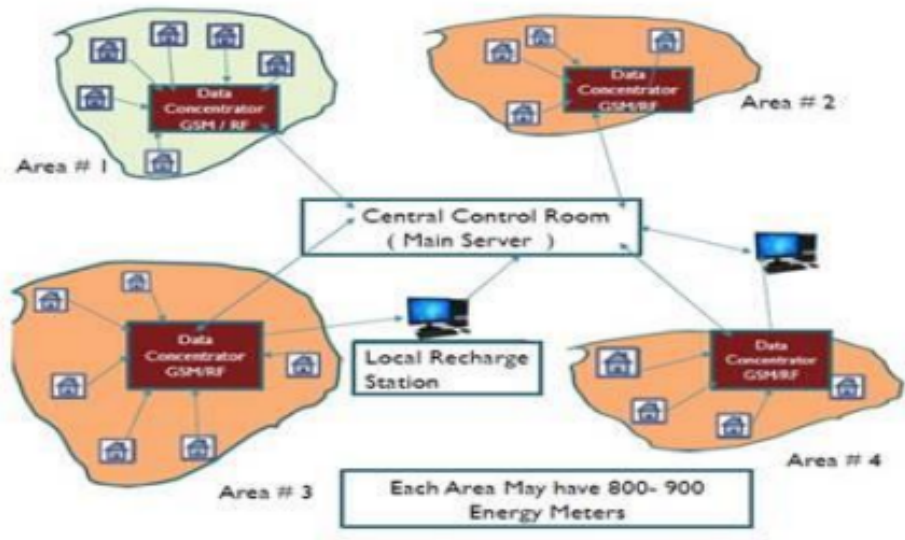 Data
Concentrator
GSM / RF
Area # 1
Data
Concentrator
GSM/RF
Area # 2
Central Control Room
( Main Server )
Data
Concentrator
GSM/RF
Area # 3
Local Recharge
Station
Data
Concentrator
GSM/RF
Area # 4
Each Area May have 800- 900
Energy Meters